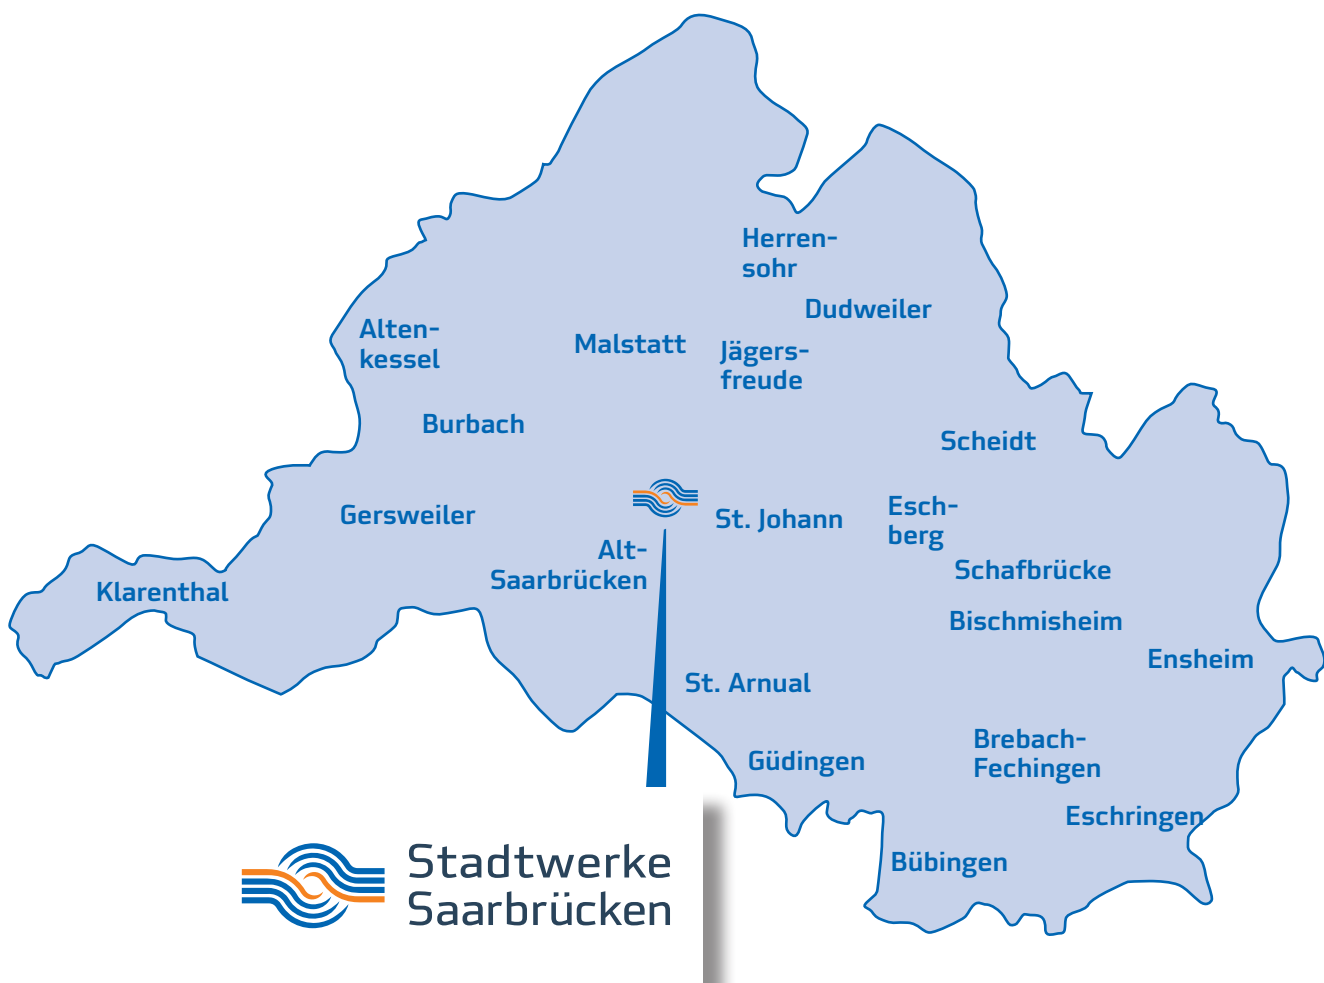 Herren-
sohr
Dudweiler
Alten-
kessel
Malstatt
Jägers-
freude
Burbach
Scheidt
Gersweiler
St. Johann
Esch-
berg
Alt-
Saarbrücken
Schafbrücke
Klarenthal
Bischmisheim
Ensheim
St. Arnual
Güdingen
Brebach-
Fechingen
Eschringen
Bübingen
Stadtwerke
Saarbrücken